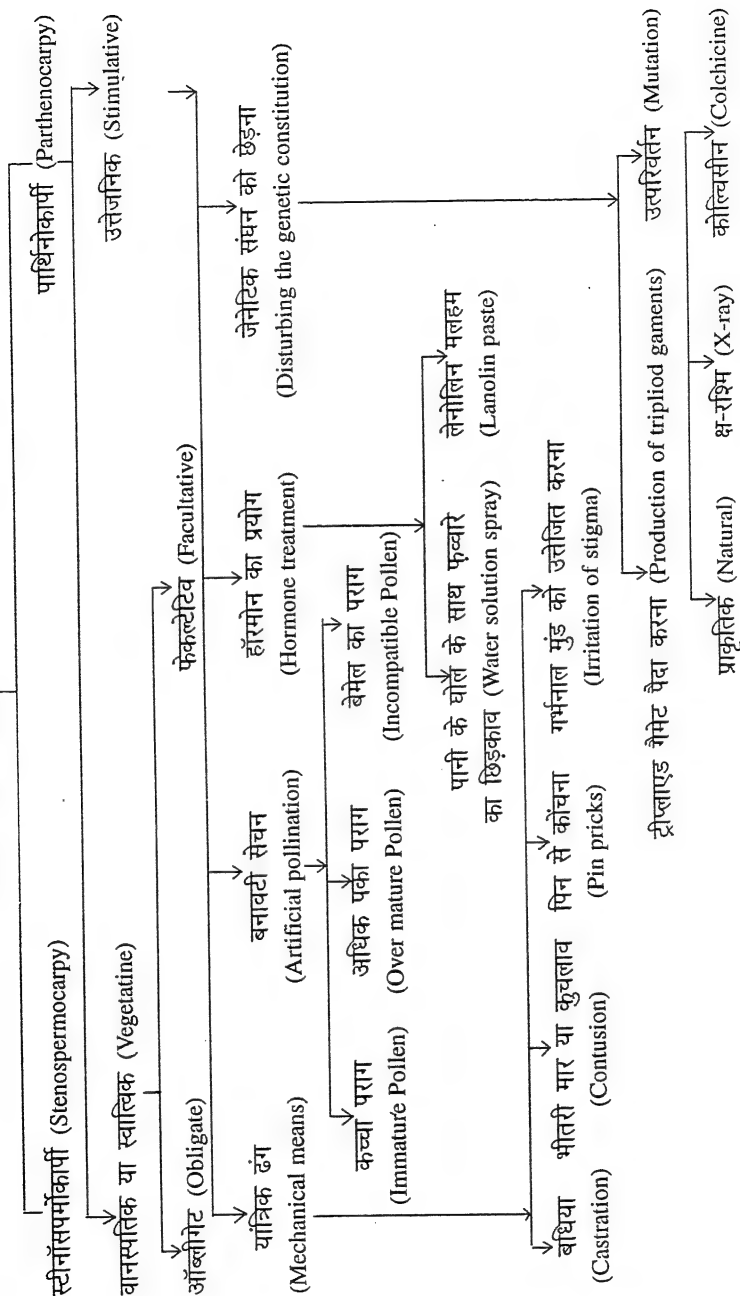 स्टीनॉसपर्मोकार्पी (Stenospermocarpy)
पार्थिनोकार्पी (Parthenocarpy)
वानस्पतिक या स्वात्विक (Vegetatine)
उत्तेजनिक (Stimulative)
ऑब्लीगेट (Obligate)
फेकल्टेटिव (Facultative)
यांत्रिक ढंग
(Mechanical means)
बनावटी सेचन
(Artificial pollination)
हॉरमोन का प्रयोग
(Hormone treatment)
जेनेटिक संघन को छेड़ना
(Disturbing the genetic constitution)
कच्चा पराग
(Immature Pollen)
अधिक पका पराग
(Over mature Pollen)
बेमेल का पराग
(Incompatible Pollen)
पानी के घोल के साथ फ़व्वारे
का छिड़काव (Water solution spray)
लेनोलिन मलहम
(Lanolin paste)
बधिया
(Castration)
भीतरी मार या कुचलाव
(Contusion)
पिन से कोंचना
(Pin pricks)
गर्भनाल मुंड को उत्तेजित करना
(Irritation of stigma)
ट्रीप्लाएड गैमेट पैदा करना (Production of tripliod gaments)
उत्परिवर्तन (Mutation)
प्राकृतिक (Natural)
क्ष-रश्मि (X-ray)
कोल्चिसीन (Colchicine)